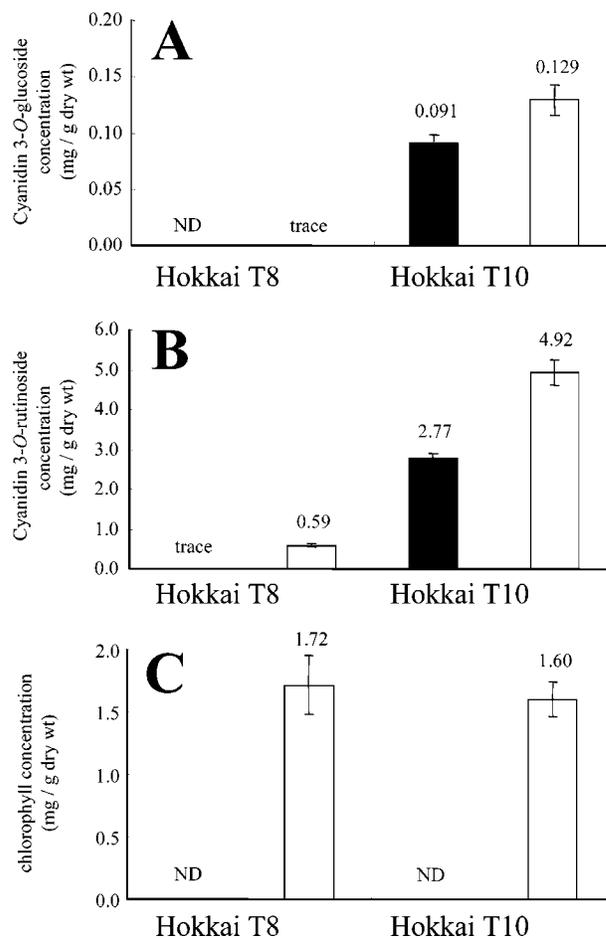 A
Cyanidin 3-O-glucoside
concentration
(mg / g dry wt)
0.20
0.15
0.10
0.05
0.00
ND
trace
0.091
0.129
Hokkai T8
Hokkai T10
B
Cyanidin 3-O-rutinoside
concentration
(mg / g dry wt)
6.0
5.0
4.0
3.0
2.0
1.0
0.0
trace
0.59
2.77
4.92
Hokkai T8
Hokkai T10
C
chlorophyll concentration
(mg / g dry wt)
2.0
1.5
1.0
0.5
0.0
ND
1.72
ND
1.60
Hokkai T8
Hokkai T10